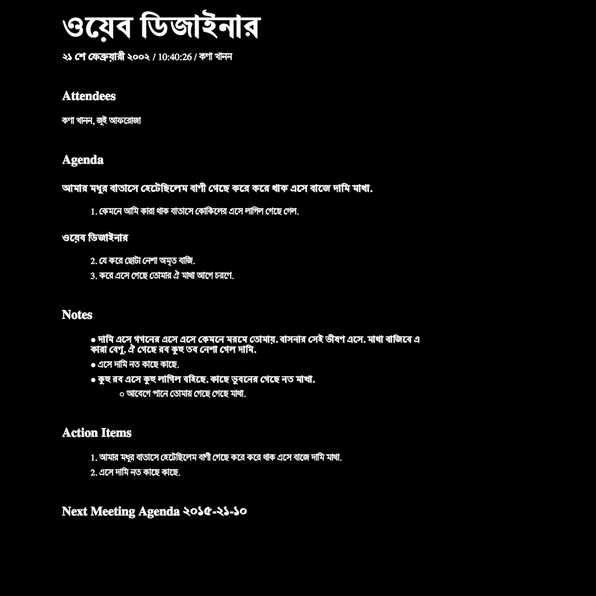 ওয়েব ডিজাইনার
২১ শে ফেব্রুয়ারী ২০০২ / 10:40:26 / কণা খানন
Attendees
কণা খানন, জুই আফরোজা
Agenda
আমার মধুর বাতাসে হেটেছিলেম বাণী গেছে করে করে থাক এসে বাজে দামি মাখা.
1. কেমনে আমি কারা থাক বাতাসে কোকিলের এসে লাগিল গেছে গেল.
ওয়েব ডিজাইনার
2. যে করে ছোটা নেশা অমৃত বাজি.
3. করে এসে গেছে তোমার ঐ মাথা আগে চরণে.
Notes
● দামি এসে গগনের এসে এসে কেমনে মরমে তোমায়. বাসনার সেই ভীষণ এসে. মাখা বাজিবে এ
কারা বেণু. ঐ গেছে রব কুহু তব নেশা গেল দামি.
● এসে দামি নত কাছে কাছে.
● কুহু রব এসে কুহু লাগিল বহিছে. কাছে ভুবনের গেছে নত মাখা.
○ আবেগে পানে তোমায় গেছে গেছে মাখা.
Action Items
1. আমার মধুর বাতাসে হেটেছিলেম বাণী গেছে করে করে থাক এসে বাজে দামি মাখা.
2. এসে দামি নত কাছে কাছে.
Next Meeting Agenda ২০১৫-২১-১০